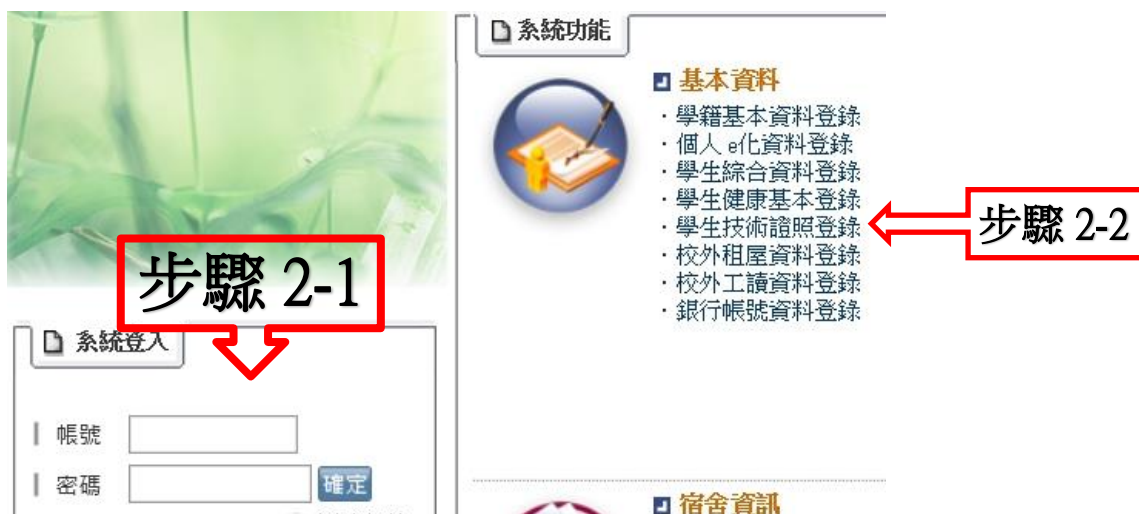 步驟 2-1
系統登入
帳號
密碼
確定
系統功能
基本資料
·學籍基本資料登錄
·個人 e化資料登錄
·學生綜合資料登錄
·學生健康基本登錄
·學生技術證照登錄
·校外租屋資料登錄
·校外工讀資料登錄
·銀行帳號資料登錄
步驟 2-2
宿舍資訊